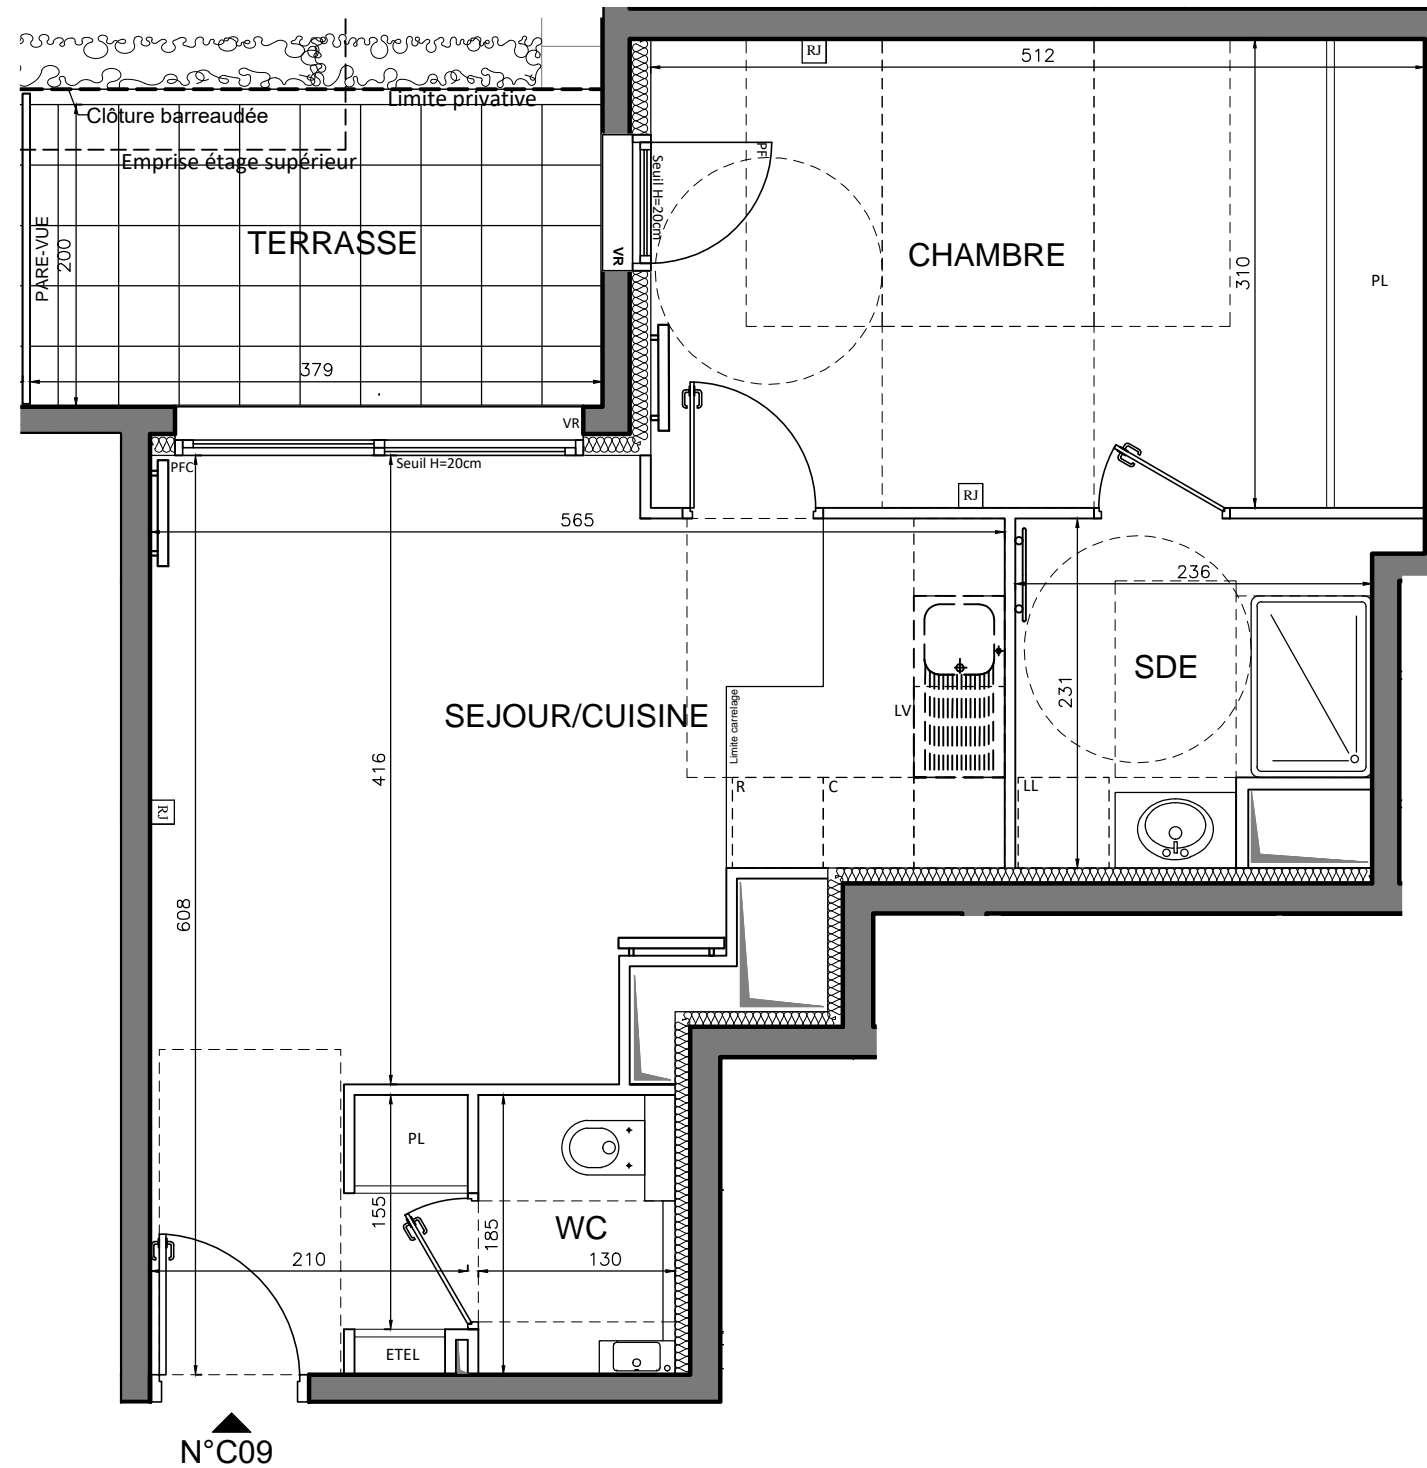 RJ
512
Limite privative
Clôture barreaudée
Emprise étage supérieur
PF
Seuil H=20cm
TERRASSE
PARE-VUE
200
VR
CHAMBRE
310
PL
379
VR
PFC
Seuil H=20cm
RJ
565
236
SDE
231
SEJOUR/CUISINE
Limite carrelage
LV
416
R
C
LL
RJ
608
PL
155
185
WC
210
130
ETEL
N°C09